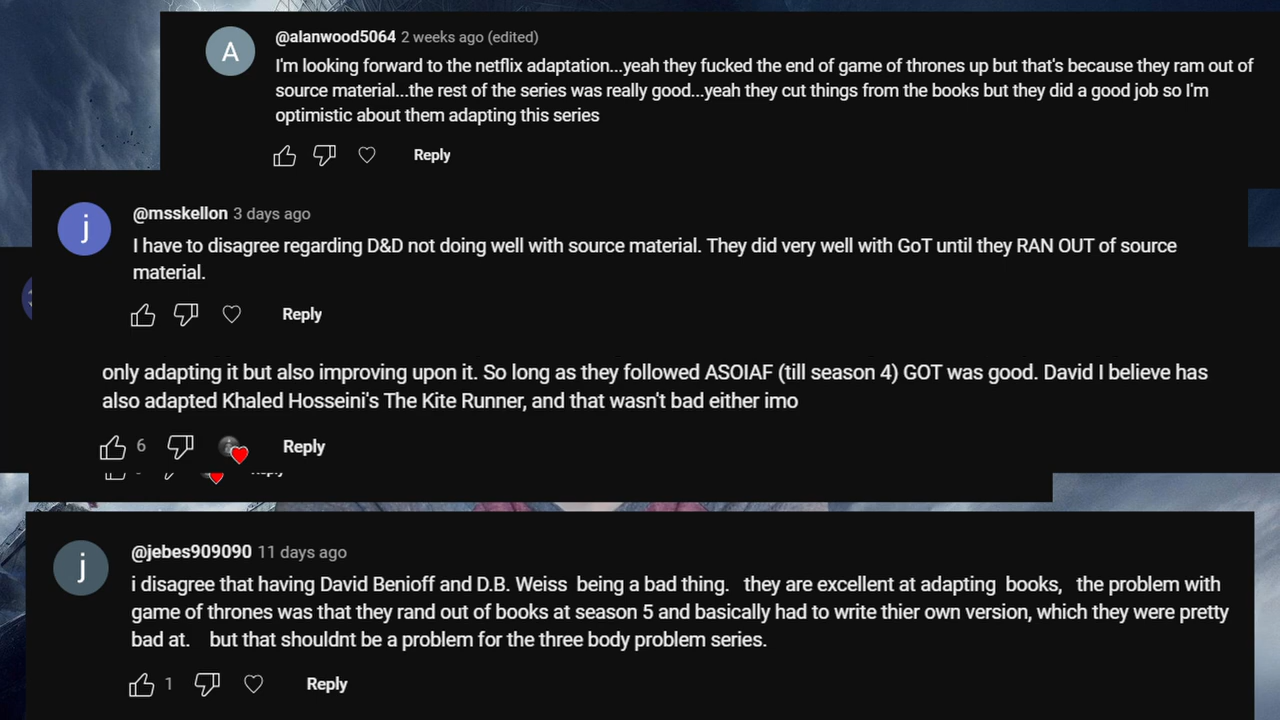 A
@alanwood5064 2 weeks ago (edited)
I'm looking forward to the netflix adaptation...yeah they fucked the end of game of thrones up but that's because they ram out of
source material...the rest of the series was really good...yeah they cut things from the books but they did a good job so I'm
optimistic about them adapting this series
Reply
j
@msskellon 3 days ago
I have to disagree regarding D&D not doing well with source material. They did very well with GoT until they RAN OUT of source
material.
Reply
only adapting it but also improving upon it. So long as they followed ASOIAF (till season 4) GOT was good. David I believe has
also adapted Khaled Hosseini's The Kite Runner, and that wasn't bad either imo
6 Reply
j
@jebes909090 11 days ago
i disagree that having David Benioff and D.B. Weiss being a bad thing. they are excellent at adapting books, the problem with
game of thrones was that they rand out of books at season 5 and basically had to write thier own version, which they were pretty
bad at. but that shouldnt be a problem for the three body problem series.
1 Reply